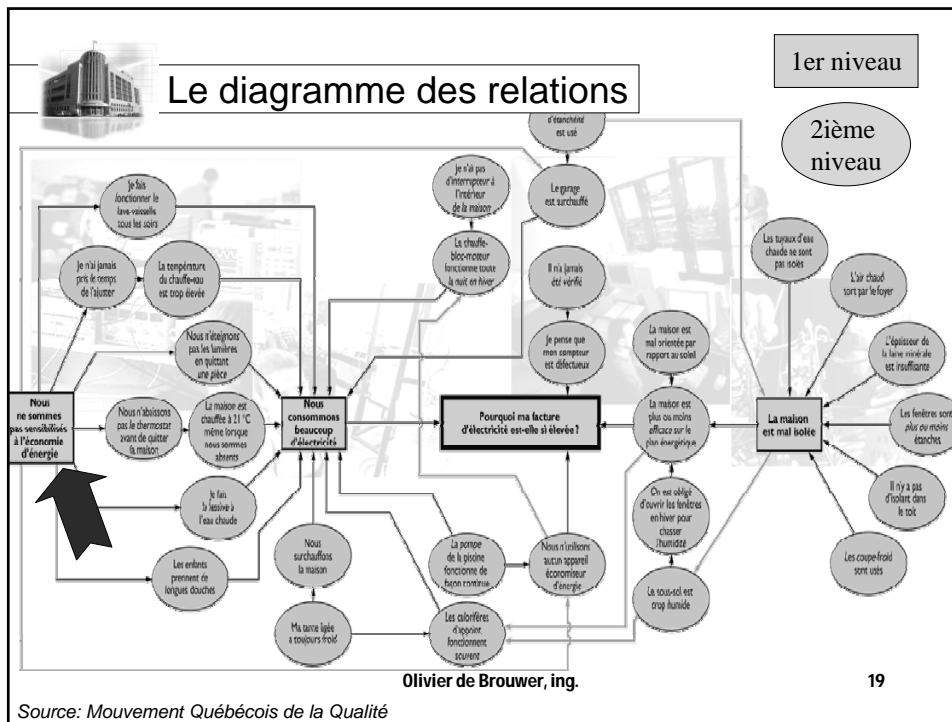 Le diagramme des relations
1er niveau
2ième
niveau
d'étanchéité
est usé
Je fais
fonctionner le
lave-vaisselle
tous les soirs
Je n'ai pas
d'interrupteur à
l'intérieur
de la maison
Le garage
est surchauffé
Je n'ai jamais
pris le temps
de l'ajuster
La température
du chauffe-eau
est trop élevée
Le chauffe-
bloc-moteur
fonctionne toute
la nuit en hiver
Il n'a jamais
été vérifié
Les tuyaux d'eau
chaude ne sont
pas isolés
L'air chaud
sort par le foyer
Nous n'éteignons
pas les lumières
en quittant
une pièce
Je pense que
mon compteur
est défectueux
La maison est
mal orientée par
rapport au soleil
L'épaisseur de
la laine minérale
est insuffisante
Nous
ne sommes
pas sensibilisés
à l'économie
d'énergie
Nous n'abaissons
pas le thermostat
avant de quitter
la maison
La maison est
chauffée à 21 °C
même lorsque
nous sommes
absents
Nous
consommons
beaucoup
d'électricité
Pourquoi ma facture
d'électricité est-elle si élevée ?
La maison est
plus ou moins
efficace sur le
plan énergétique
La maison
est mal isolée
Les fenêtres sont
plus ou moins
étanches
Je fais
la lessive à
l'eau chaude
On est obligé
d'ouvrir les fenêtres
en hiver pour
chasser
l'humidité
Il n'y a pas
d'isolant dans
le toit
Les enfants
prennent de
longues douches
Nous
surchauffons
la maison
La pompe
de la piscine
fonctionne de
façon continue
Nous n'utilisons
aucun appareil
économiseur
d'énergie
Le sous-sol est
trop humide
Les coupe-froid
sont usés
Ma tante âgée
a toujours froid
Les calorifères
d'appoint
fonctionnent
souvent
Olivier de Brouwer, ing.
19
Source: Mouvement Québécois de la Qualité